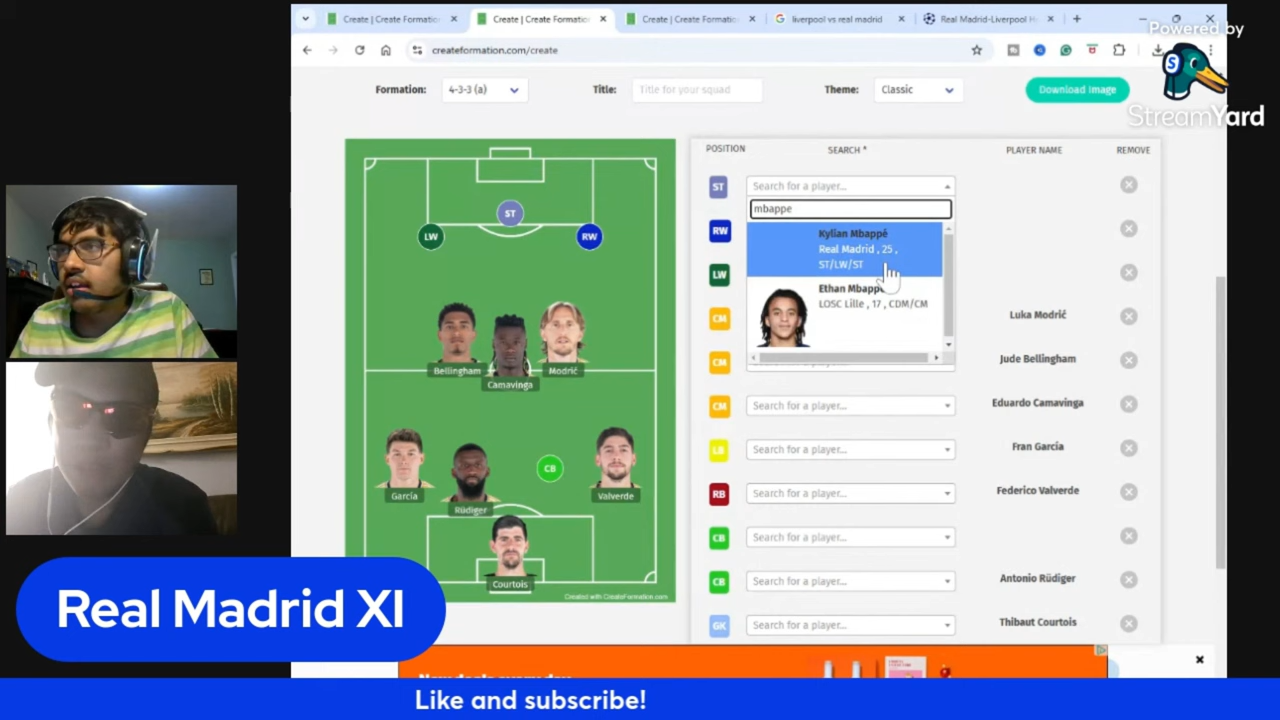 Create | Create Formation
Create | Create Formation
Create | Create Formation
liverpool vs real madrid
Real Madrid-Liverpool H
createformation.com/create
Powered by
StreamYard
Formation:
4-3-3 (a)
Title:
Title for your squad
Theme:
Classic
Download Image
POSITION
SEARCH *
PLAYER NAME
REMOVE
ST
Search for a player...
mbappe
Kylian Mbappé
Real Madrid , 25 ,
ST/LW/ST
Ethan Mbappé
LOSC Lille , 17 , CDM/CM
RW
LW
CM
Luka Modrić
CM
Jude Bellingham
CM
Search for a player...
Eduardo Camavinga
LB
Search for a player...
Fran García
RB
Search for a player...
Federico Valverde
CB
Search for a player...
CB
Search for a player...
Antonio Rüdiger
GK
Search for a player...
Thibaut Courtois
ST
LW
RW
Bellingham
Camavinga
Modrić
García
Rüdiger
CB
Valverde
Courtois
Created with CreateFormation.com
Real Madrid XI
Like and subscribe!